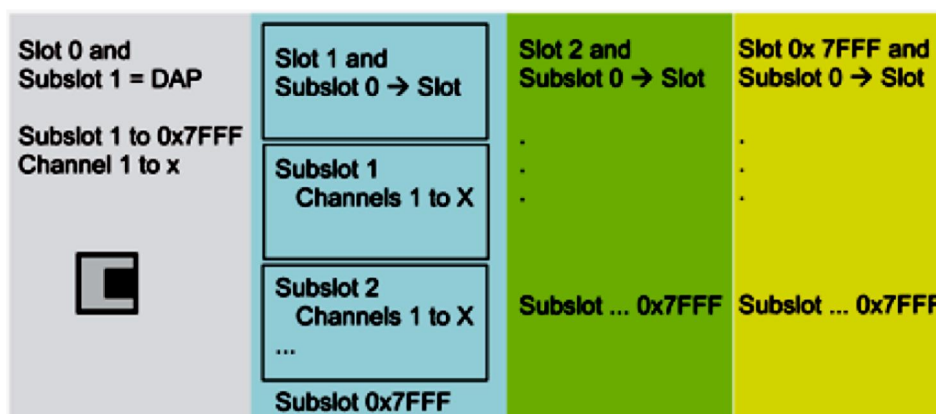 Slot 0 and
Subslot 1 = DAP
Subslot 1 to 0x7FFF
Channel 1 to x
Slot 1 and
Subslot 0 → Slot
Subslot 1
Channels 1 to X
Subslot 2
Channels 1 to X
...
Subslot 0x7FFF
Slot 2 and
Subslot 0 → Slot
.
.
.
Subslot ... 0x7FFF
Slot 0x 7FFF and
Subslot 0 → Slot
.
.
.
Subslot ... 0x7FFF